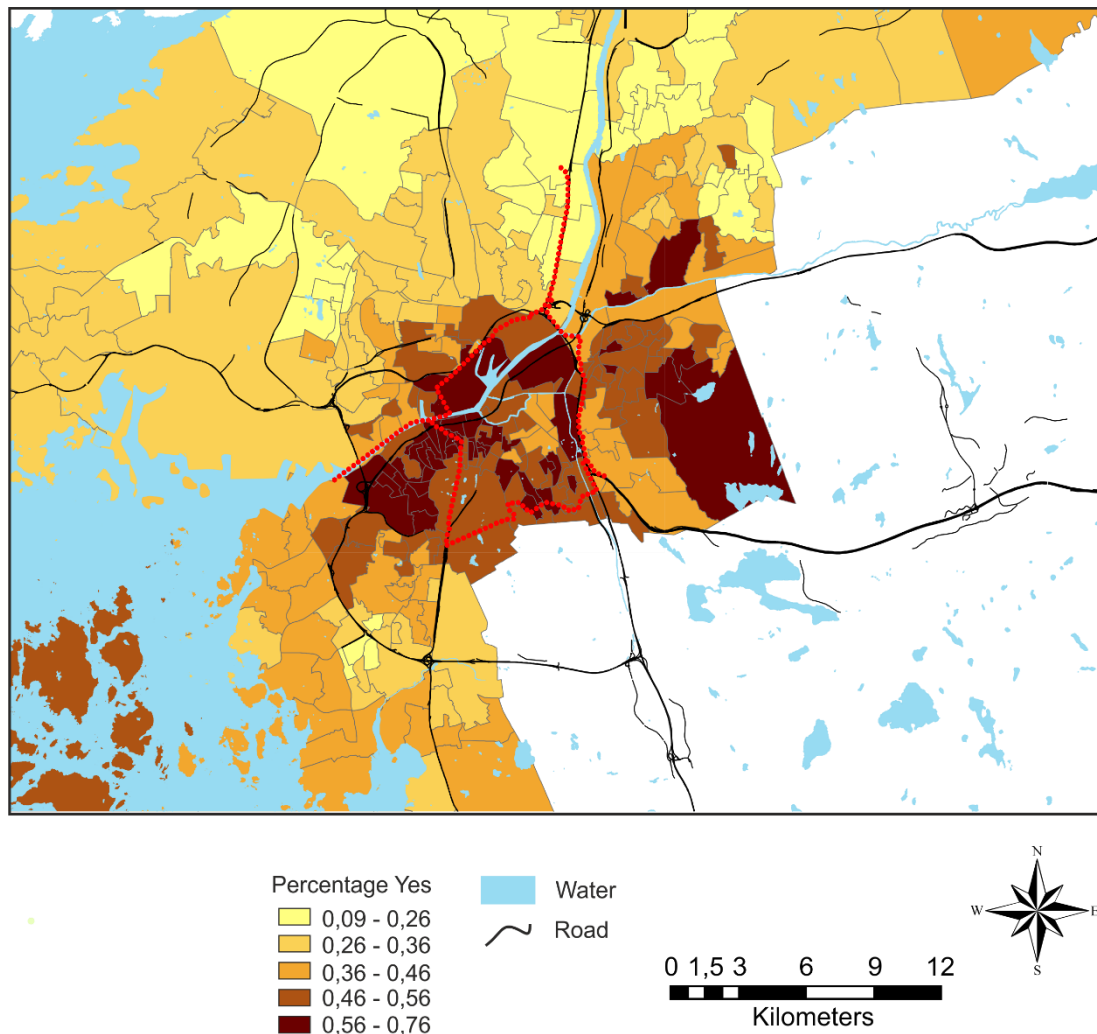 Percentage Yes
0,09 - 0,26
0,26 - 0,36
0,36 - 0,46
0,46 - 0,56
0,56 - 0,76
Water
Road
N
W E
S
0 1,5 3 6 9 12
Kilometers